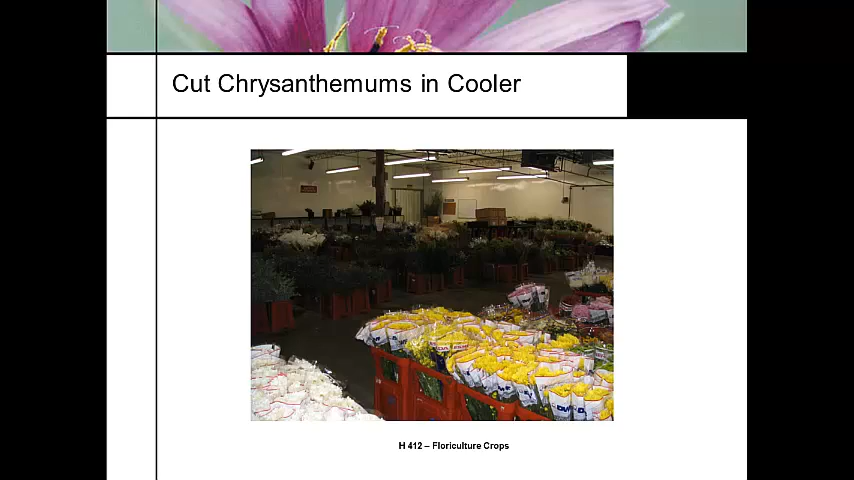 Cut Chrysanthemums in Cooler
H 412 – Floriculture Crops